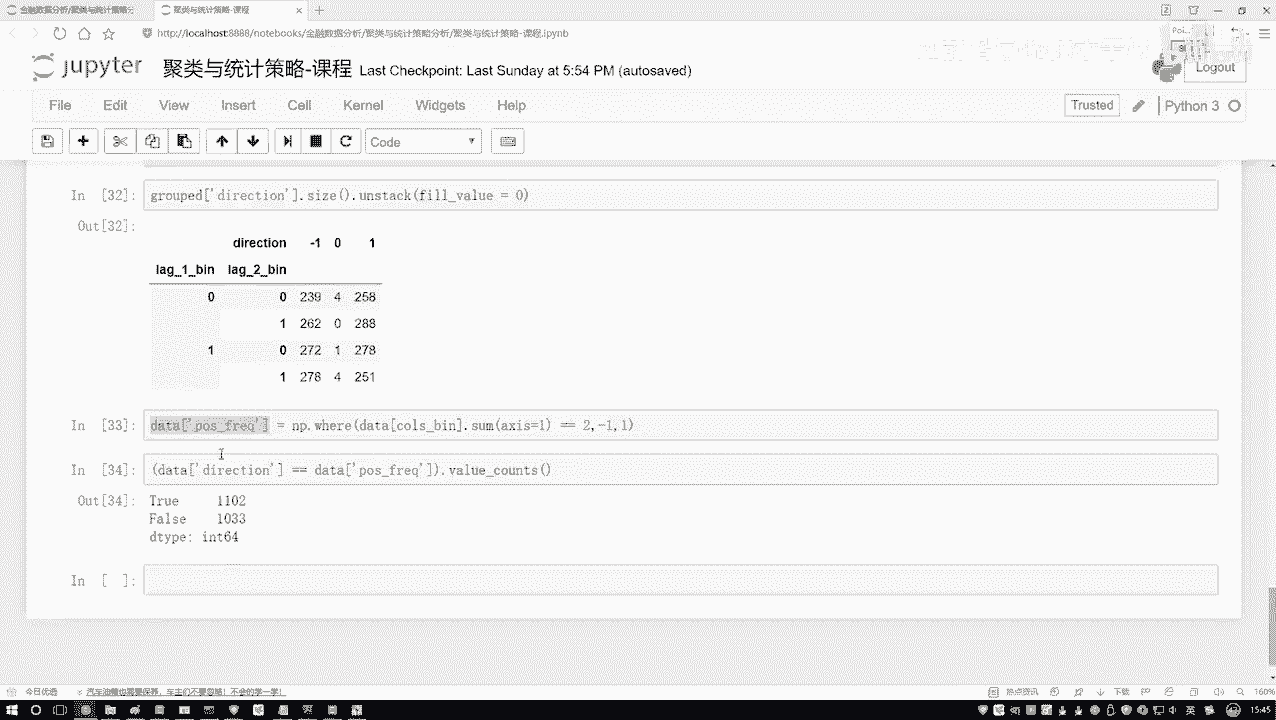 金融数据分析/聚类与统计策略分
聚类与统计策略-课程
http://localhost:8888/notebooks/金融数据分析/聚类与统计策略分析/聚类与统计策略-课程.ipynb
jupyter 聚类与统计策略-课程 Last Checkpoint: Last Sunday at 5:54 PM (autosaved)
Logout
File Edit View Insert Cell Kernel Widgets Help
Trusted
Python 3
Code
In [32]: grouped['direction'].size().unstack(fill_value = 0)
Out[32]:
direction -1 0 1
lag_1_bin lag_2_bin
0 0 239 4 258
1 262 0 288
1 0 272 1 278
1 278 4 251
In [33]: data['pos_freq'] = np.where(data[cols_bin].sum(axis=1) == 2,-1,1)
In [34]: (data['direction'] == data['pos_freq']).value_counts()
Out[34]: True 1102
False 1033
dtype: int64
In [ ]:
今日优选
汽车油箱也需要保养，车主们不要忽略！不会的学一学！
热点资讯
下载
160%
15:45